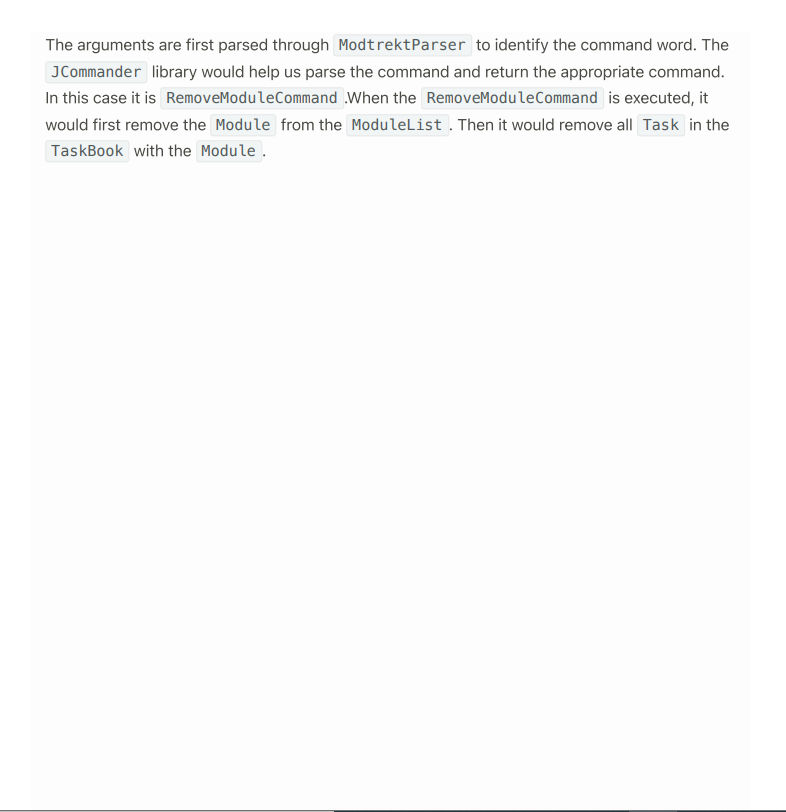 The arguments are first parsed through ModtrektParser to identify the command word. The
JCommander library would help us parse the command and return the appropriate command.
In this case it is RemoveModuleCommand .When the RemoveModuleCommand is executed, it
would first remove the Module from the ModuleList . Then it would remove all Task in the
TaskBook with the Module .